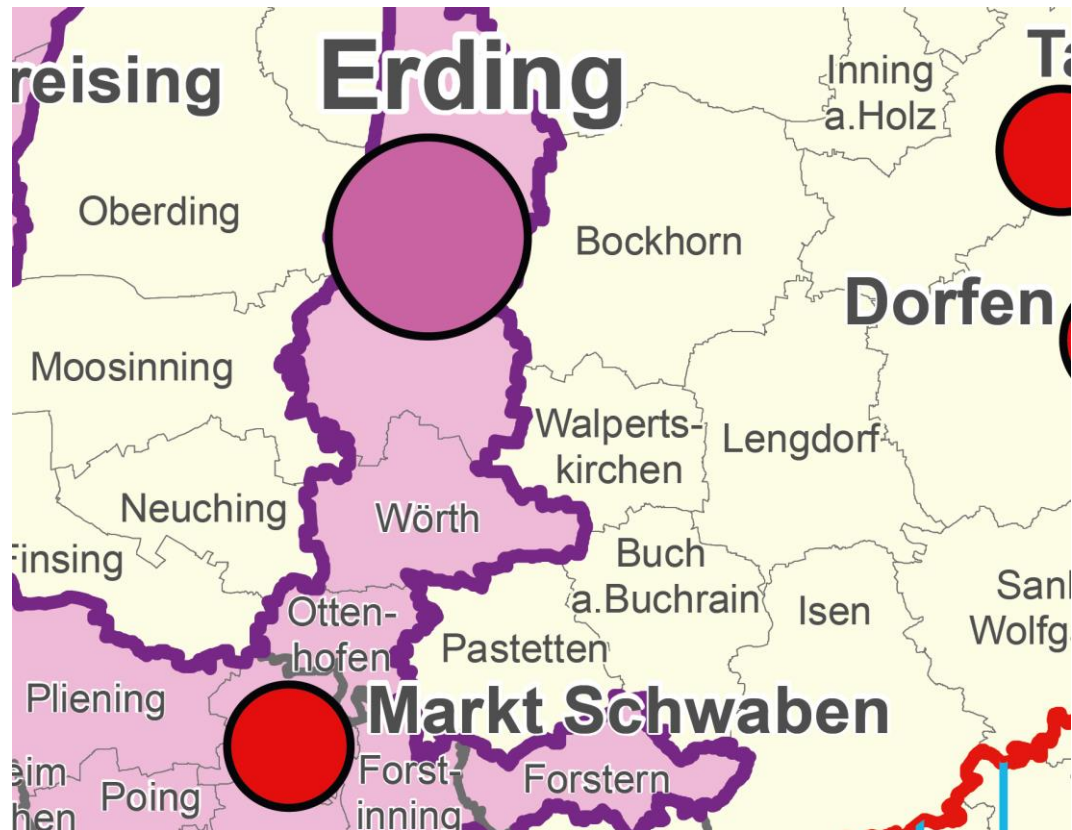 Erding
reising
Inning
a.Holz
Oberding
Bockhorn
Dorfen
Moosinning
Walperts-
kirchen
Lengdorf
Neuching
Wörth
Finsing
Buch
a.Buchrain
Isen
Otten-
hofen
Pastetten
Pliening
Markt Schwaben
Forstern
Poing
Forst-
inning